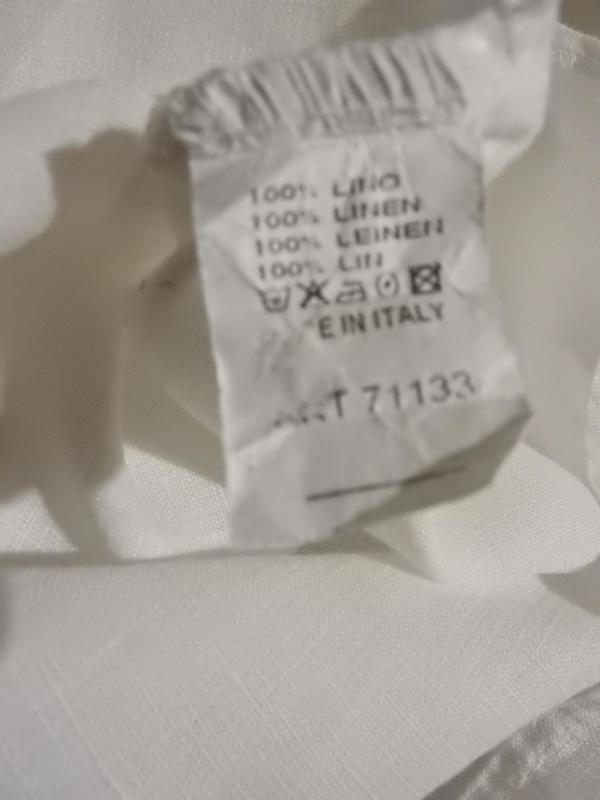 100% LINO
100% LINEN
100% LEINEN
100% LIN
E IN ITALY
T 71133